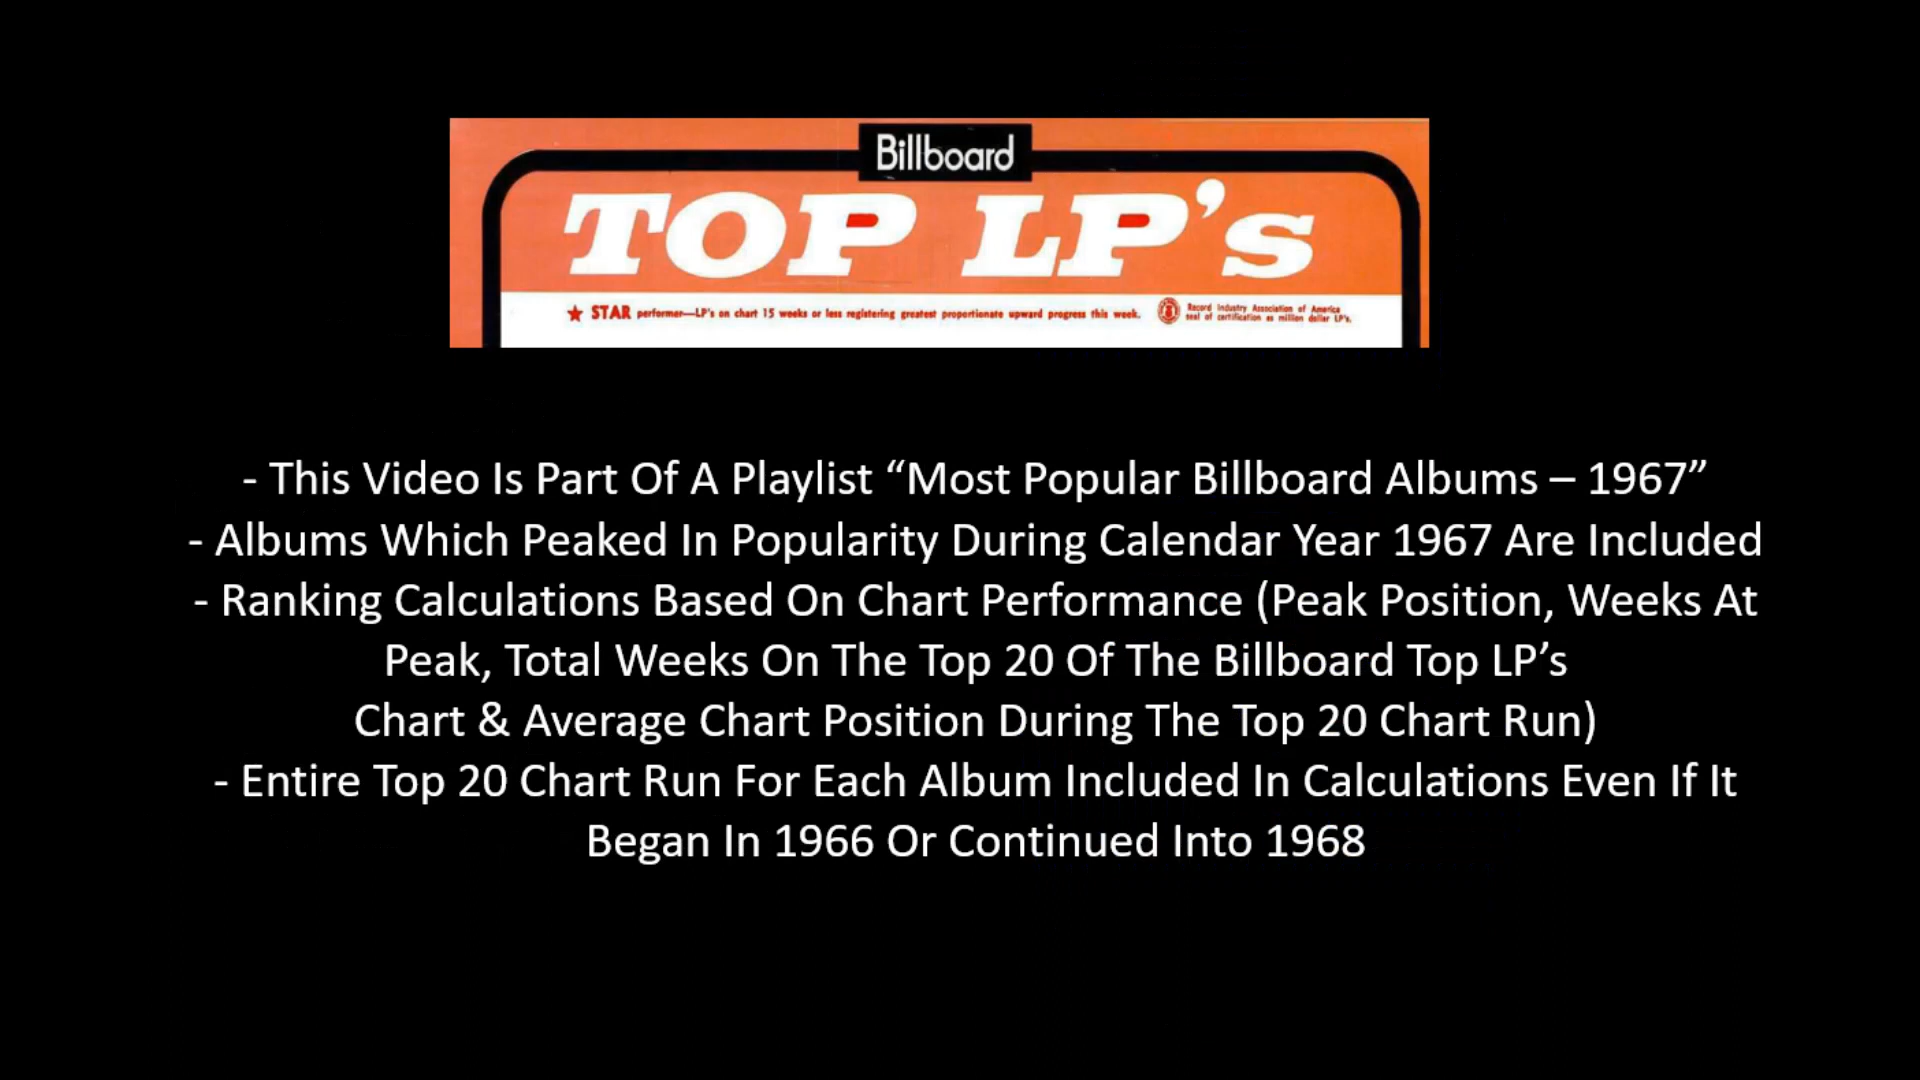 Billboard
TOP LP's
★ STAR performer—LP's on chart 15 weeks or less registering greatest proportionate upward progress this week.
Record Industry Association of America
seal of certification as million dollar LP's.
- This Video Is Part Of A Playlist “Most Popular Billboard Albums – 1967”
- Albums Which Peaked In Popularity During Calendar Year 1967 Are Included
- Ranking Calculations Based On Chart Performance (Peak Position, Weeks At
Peak, Total Weeks On The Top 20 Of The Billboard Top LP’s
Chart & Average Chart Position During The Top 20 Chart Run)
- Entire Top 20 Chart Run For Each Album Included In Calculations Even If It
Began In 1966 Or Continued Into 1968